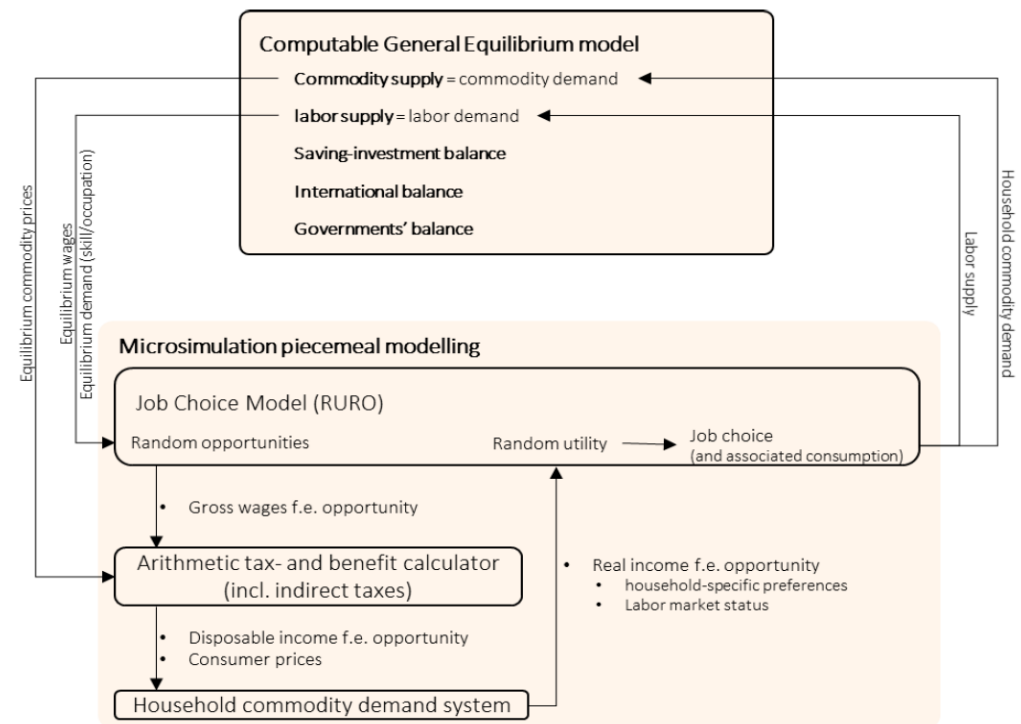 Computable General Equilibrium model
Commodity supply = commodity demand
labor supply = labor demand
Saving-investment balance
International balance
Governments' balance
Equilibrium commodity prices
Equilibrium wages
Equilibrium demand (skill/occupation)
Labor supply
Household commodity demand
Microsimulation piecemeal modelling
Job Choice Model (RURO)
Random opportunities
Random utility
Job choice
(and associated consumption)
• Gross wages f.e. opportunity
Arithmetic tax- and benefit calculator
(incl. indirect taxes)
• Real income f.e. opportunity
• household-specific preferences
• Labor market status
• Disposable income f.e. opportunity
• Consumer prices
Household commodity demand system